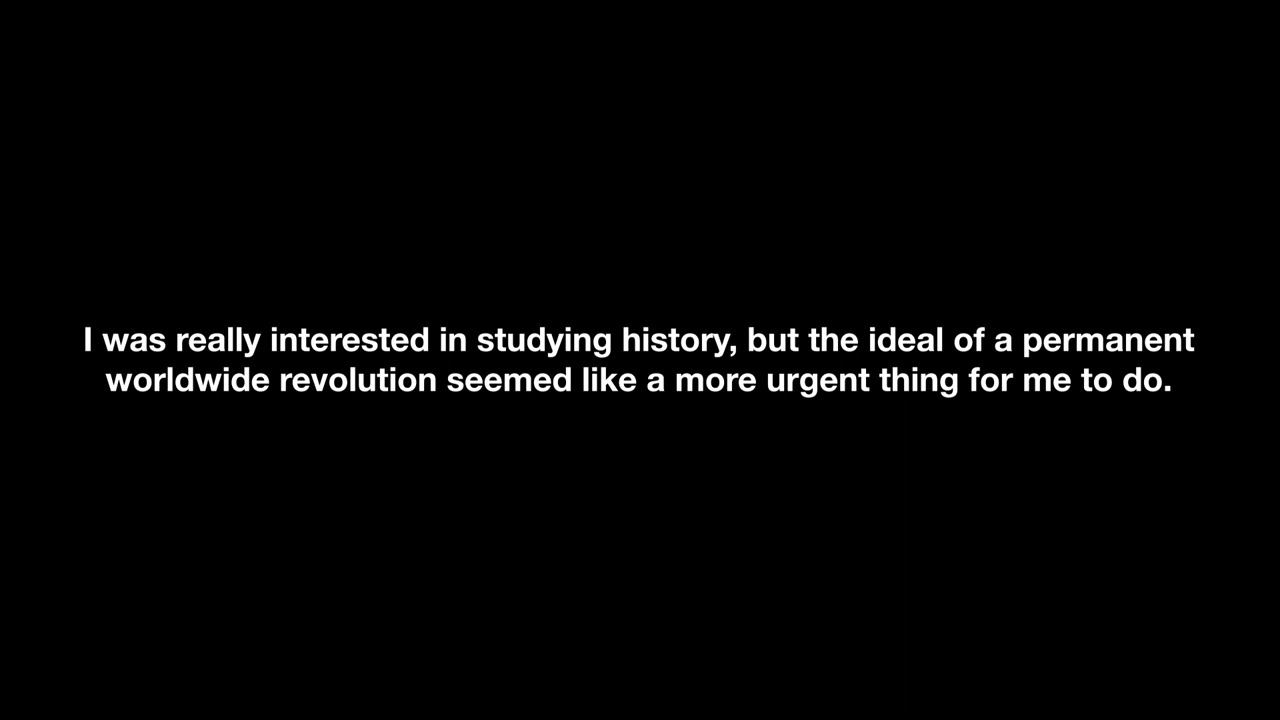 I was really interested in studying history, but the ideal of a permanent
worldwide revolution seemed like a more urgent thing for me to do.